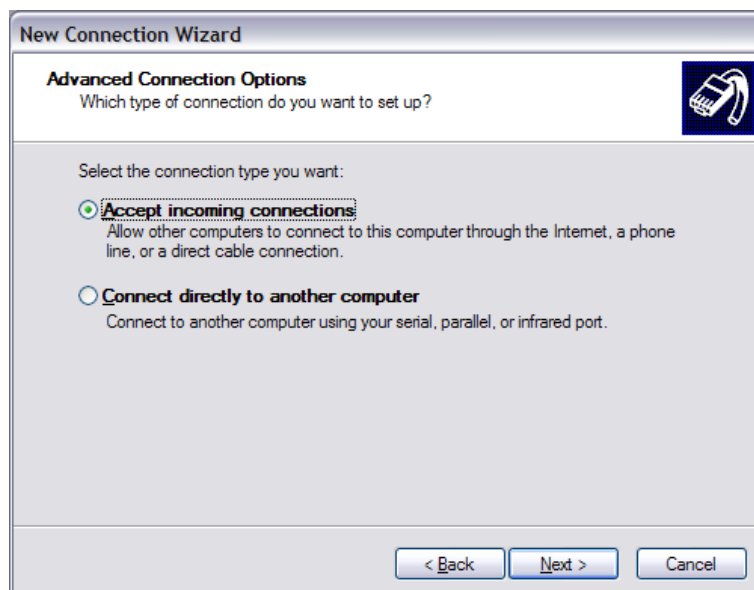 New Connection Wizard
Advanced Connection Options
Which type of connection do you want to set up?
Select the connection type you want:
Accept incoming connections
Allow other computers to connect to this computer through the Internet, a phone
line, or a direct cable connection.
Connect directly to another computer
Connect to another computer using your serial, parallel, or infrared port.
< Back
Next >
Cancel